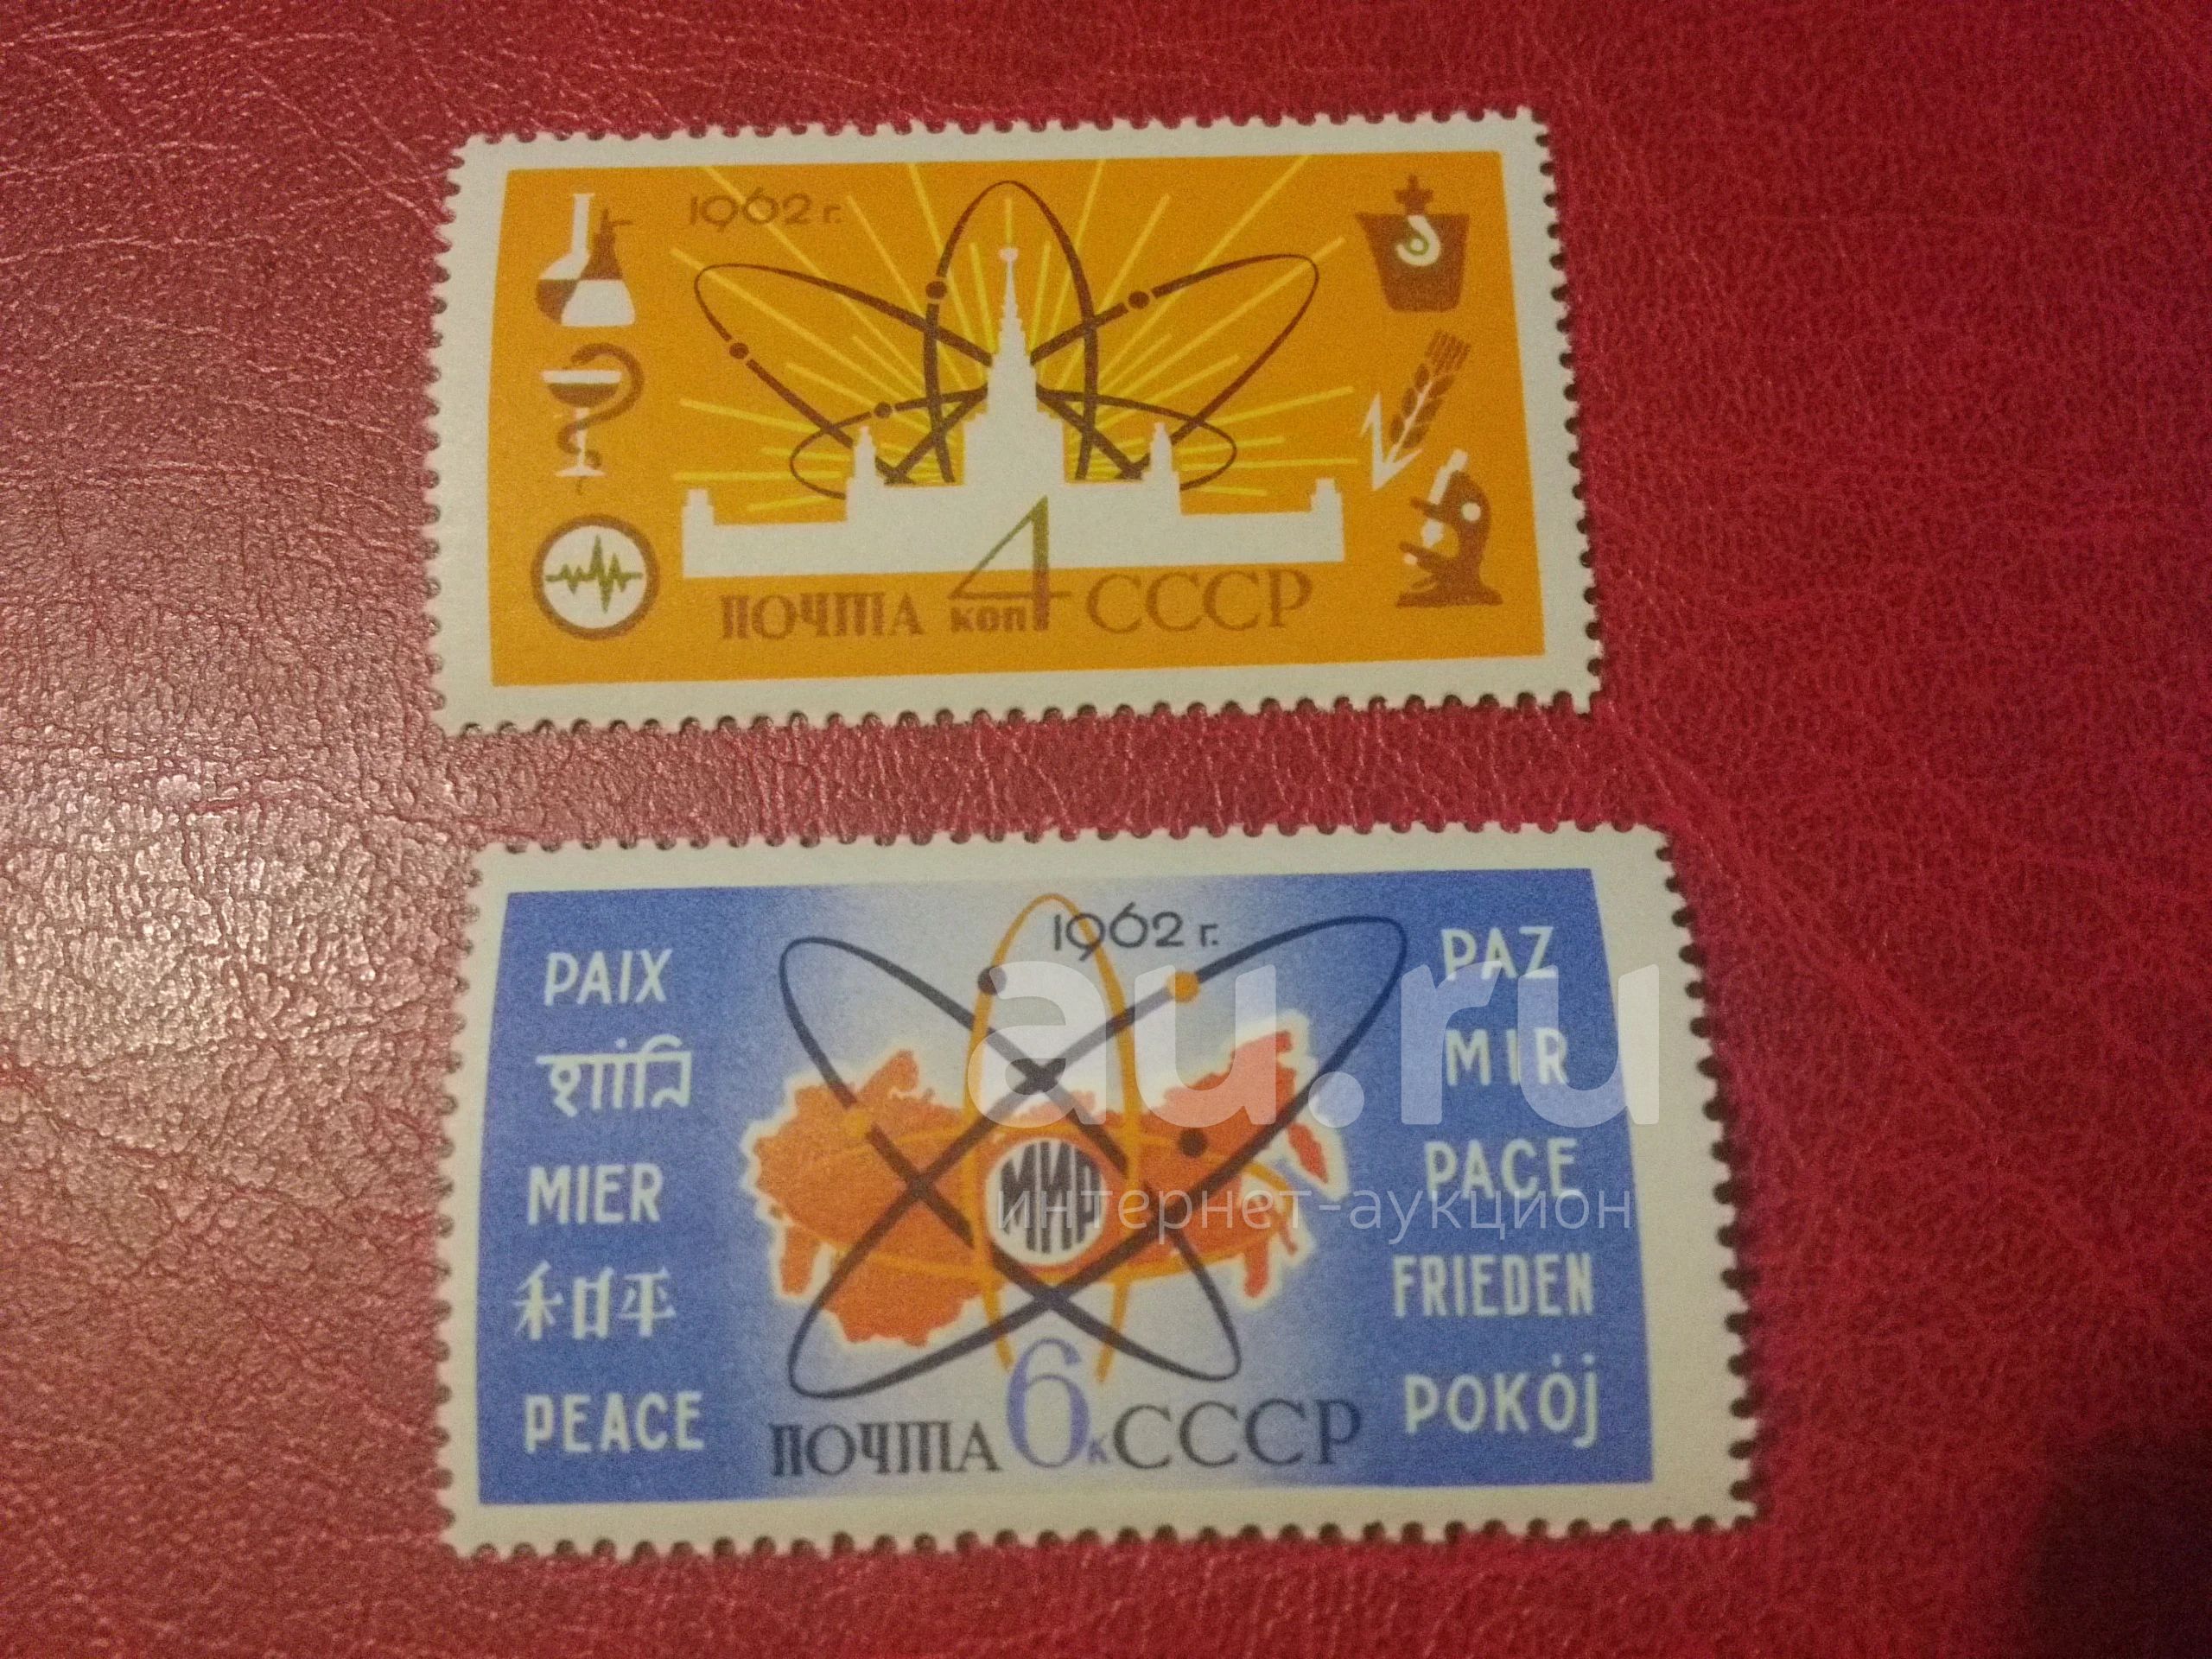 1962 г.
ПОЧТА 4 коп СССР
1962 г.
PAIX
शांति
MIER
和平
PEACE
МИР
PAZ
MIR
PACE
FRIEDEN
POKÓJ
ПОЧТА 6к СССР
au.ru
интернет-аукцион